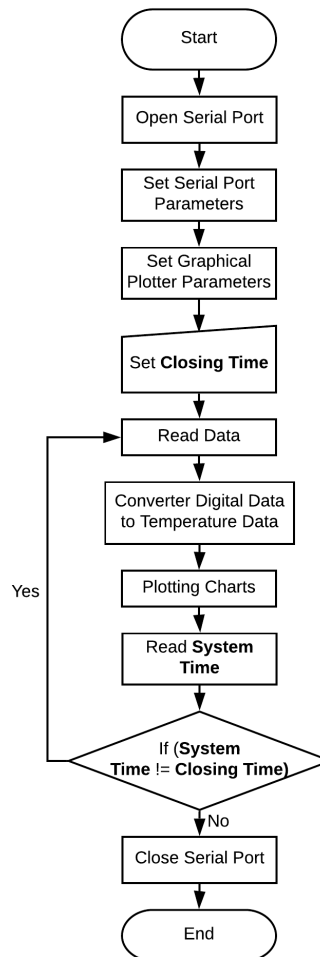 Start
Open Serial Port
Set Serial Port
Parameters
Set Graphical
Plotter Parameters
Set Closing Time
Read Data
Converter Digital Data
to Temperature Data
Plotting Charts
Read System
Time
Yes
If (System
Time != Closing Time)
No
Close Serial Port
End